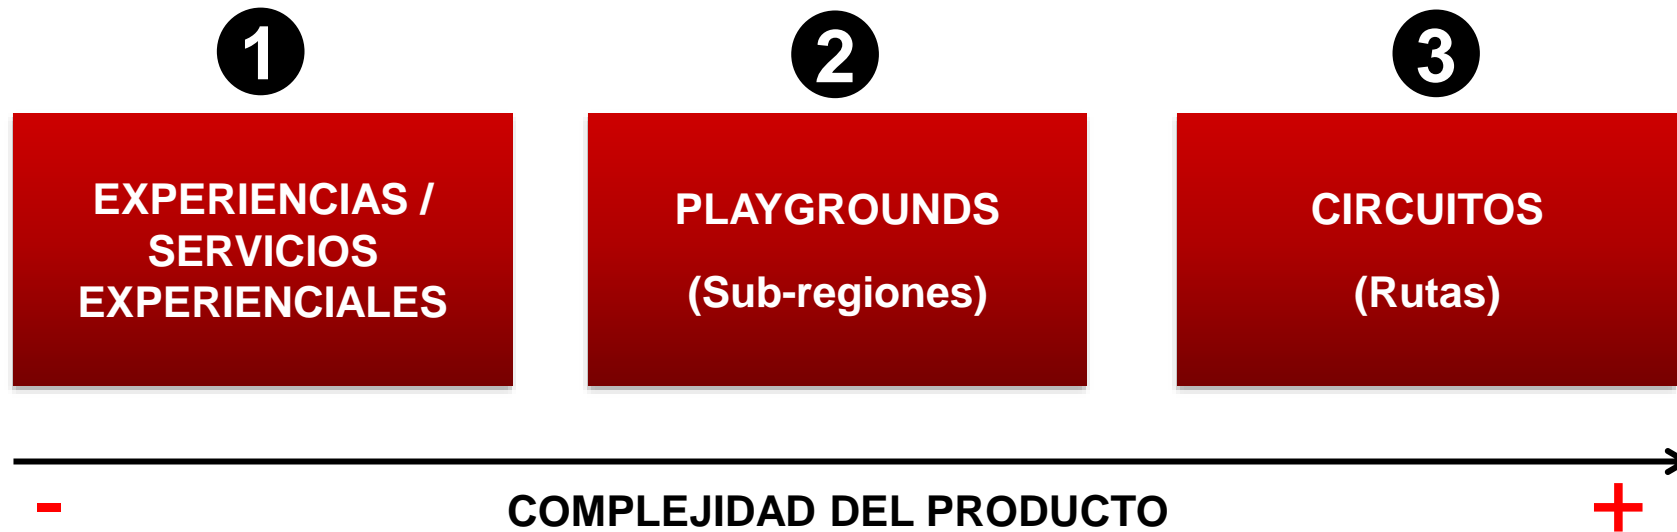 1
2
3
EXPERIENCIAS /
SERVICIOS
EXPERIENCIALES
PLAYGROUNDS
(Sub-regiones)
CIRCUITOS
(Rutas)
- COMPLEJIDAD DEL PRODUCTO +